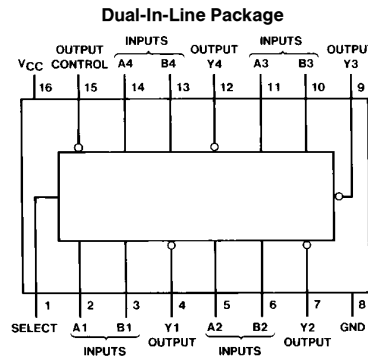 Dual-In-Line Package
OUTPUT INPUTS OUTPUT INPUTS OUTPUT
VCC CONTROL A4 B4 Y4 A3 B3 Y3
16 15 14 13 12 11 10 9
1 2 3 4 5 6 7 8
SELECT A1 B1 Y1 A2 B2 Y2 GND
INPUTS OUTPUT INPUTS OUTPUT